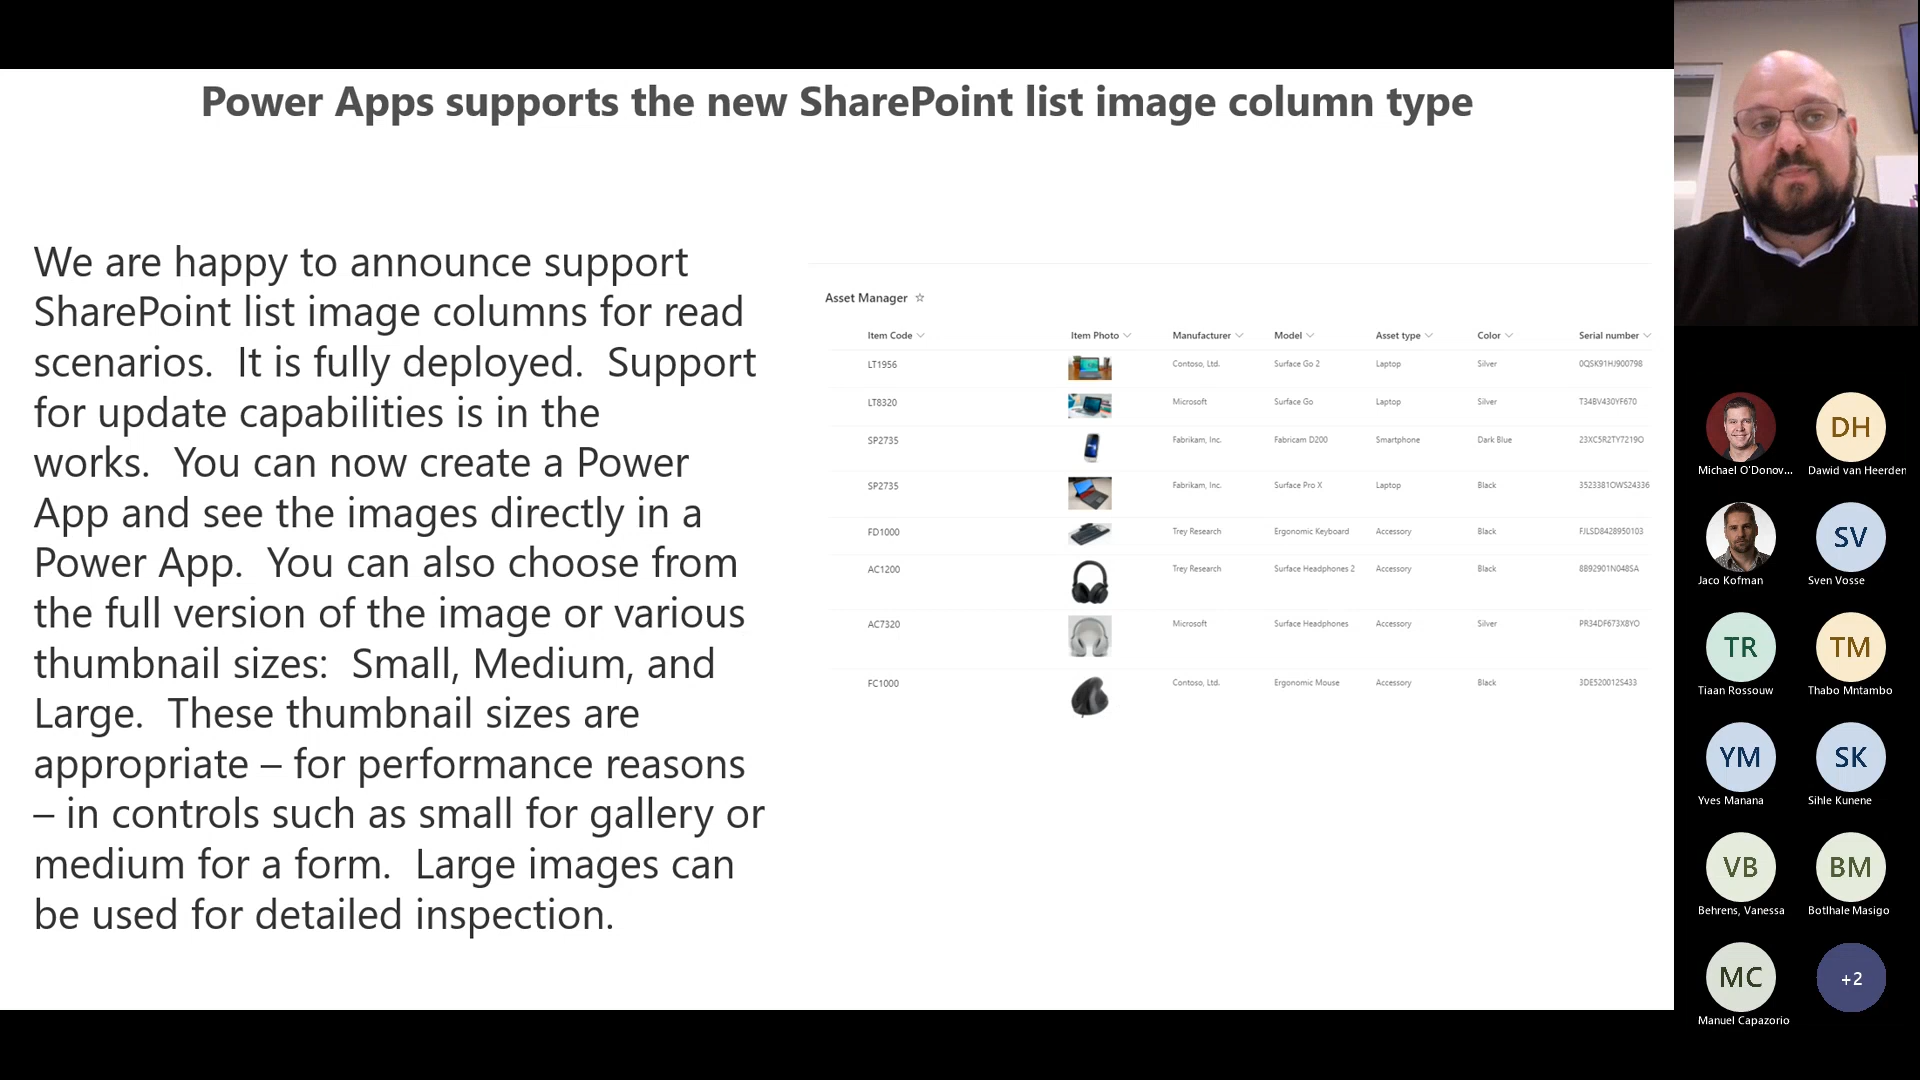 Power Apps supports the new SharePoint list image column type
We are happy to announce support
SharePoint list image columns for read
scenarios.  It is fully deployed.  Support
for update capabilities is in the
works.  You can now create a Power
App and see the images directly in a
Power App.  You can also choose from
the full version of the image or various
thumbnail sizes:  Small, Medium, and
Large.  These thumbnail sizes are
appropriate – for performance reasons
– in controls such as small for gallery or
medium for a form.  Large images can
be used for detailed inspection.
Asset Manager
Item Code Item Photo Manufacturer Model Asset type Color Serial number
LT1956 Contoso, Ltd. Surface Go 2 Laptop Silver 0QSK91HJ900798
LT8320 Microsoft Surface Go Laptop Silver T34BV430YF670
SP2735 Fabrikam, Inc. Fabricam D200 Smartphone Dark Blue 23XC5R2TY7219O
SP2735 Fabrikam, Inc. Surface Pro X Laptop Black 3523381OWS24336
FD1000 Trey Research Ergonomic Keyboard Accessory Black FJLSD8428950103
AC1200 Trey Research Surface Headphones 2 Accessory Black 8B92901N048SA
AC7320 Microsoft Surface Headphones Accessory Silver PR34DF673X8YO
FC1000 Contoso, Ltd. Ergonomic Mouse Accessory Black 3DE520012S433
DH
Michael O'Donov... Dawid van Heerden
SV
Jaco Kofman Sven Vosse
TR TM
Tiaan Rossouw Thabo Mntambo
YM SK
Yves Manana Sihle Kunene
VB BM
Behrens, Vanessa Botlhale Masigo
MC +2
Manuel Capazorio